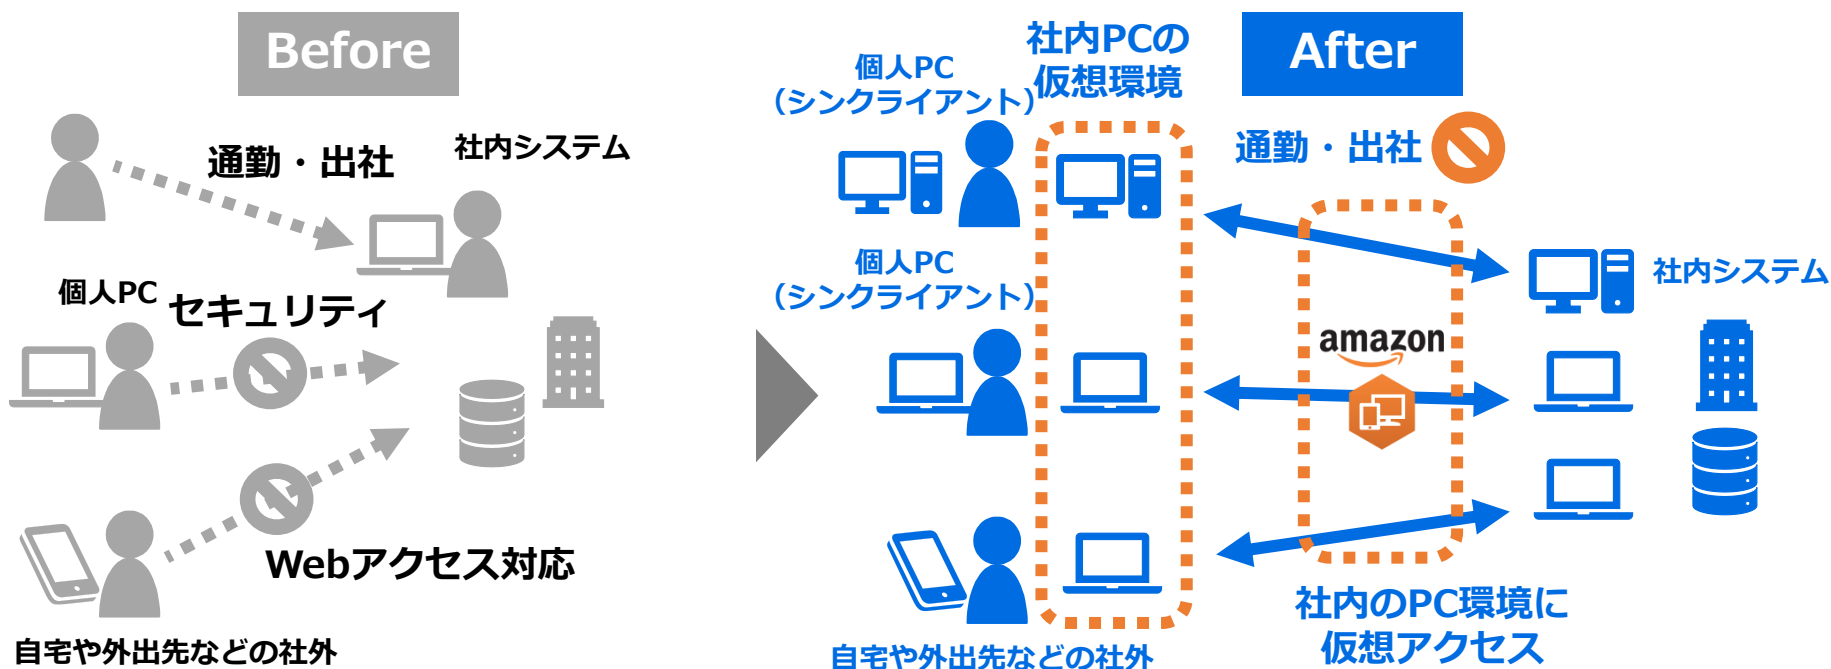 Before
通勤・出社
社内システム
個人PC
セキュリティ
Webアクセス対応
自宅や外出先などの社外
After
社内PCの
仮想環境
個人PC
（シンクライアント）
通勤・出社
個人PC
（シンクライアント）
社内システム
amazon
社内のPC環境に
仮想アクセス
自宅や外出先などの社外